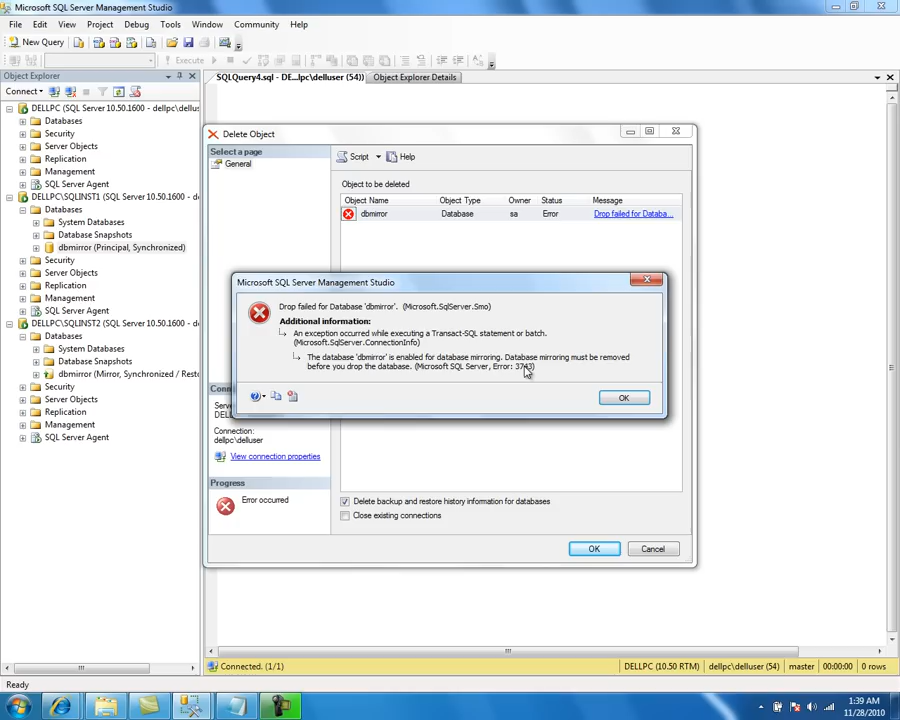 Microsoft SQL Server Management Studio
File Edit View Project Debug Tools Window Community Help
New Query
Execute
Object Explorer
SQLQuery4.sql - DE...lpc\delluser (54))
Object Explorer Details
Connect
DELLPC (SQL Server 10.50.1600 - dellpc\dellus
Databases
Security
Server Objects
Replication
Management
SQL Server Agent
DELLPC\SQLINST1 (SQL Server 10.50.1600 -
Databases
System Databases
Database Snapshots
dbmirror (Principal, Synchronized)
Security
Server Objects
Replication
Management
SQL Server Agent
DELLPC\SQLINST2 (SQL Server 10.50.1600 -
Databases
System Databases
Database Snapshots
dbmirror (Mirror, Synchronized / Resto
Security
Server Objects
Replication
Management
SQL Server Agent
Delete Object
Select a page
General
Script
Help
Object to be deleted
Object Name Object Type Owner Status Message
dbmirror Database sa Error Drop failed for Databa...
Microsoft SQL Server Management Studio
Drop failed for Database 'dbmirror'. (Microsoft.SqlServer.Smo)
Additional information:
An exception occurred while executing a Transact-SQL statement or batch.
(Microsoft.SqlServer.ConnectionInfo)
The database 'dbmirror' is enabled for database mirroring. Database mirroring must be removed
before you drop the database. (Microsoft SQL Server, Error: 3743)
OK
Conn
Serve
DELL
Connection:
dellpc\delluser
View connection properties
Progress
Error occurred
Delete backup and restore history information for databases
Close existing connections
OK
Cancel
Connected. (1/1)
DELLPC (10.50 RTM) dellpc\delluser (54) master 00:00:00 0 rows
Ready
1:39 AM
11/28/2010